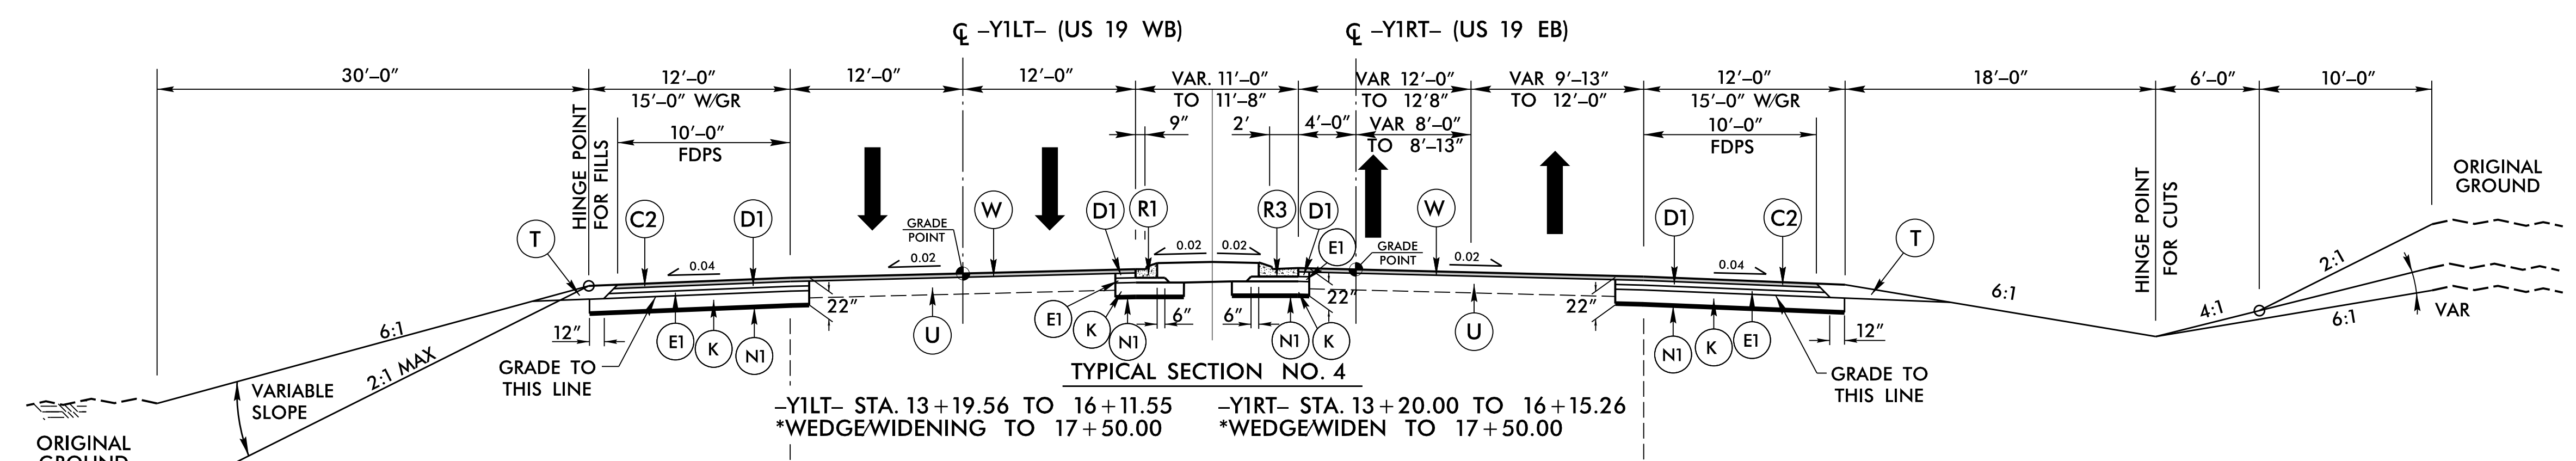 ℄ –Y1LT– (US 19 WB)
℄ –Y1RT– (US 19 EB)
30'–0"
12'–0"
15'–0" W/GR
10'–0"
FDPS
12'–0"
12'–0"
VAR. 11'–0"
TO 11'–8"
9"
2'
4'–0"
VAR 12'–0"
TO 12'8"
VAR 8'–0"
TO 8'–13"
VAR 9'–13"
TO 12'–0"
12'–0"
15'–0" W/GR
10'–0"
FDPS
18'–0"
6'–0"
10'–0"
HINGE POINT
FOR FILLS
HINGE POINT
FOR CUTS
ORIGINAL
GROUND
T
C2
D1
W
D1
R1
R3
D1
E1
W
D1
C2
T
GRADE
POINT
GRADE
POINT
0.04
0.02
0.02
0.02
0.02
0.04
6:1
2:1 MAX
12"
E1
K
N1
22"
U
E1
K
N1
6"
6"
N1
K
22"
U
22"
N1
K
E1
12"
6:1
2:1
4:1
6:1
VAR
GRADE TO
THIS LINE
GRADE TO
THIS LINE
VARIABLE
SLOPE
ORIGINAL
GROUND
TYPICAL SECTION NO. 4
–Y1LT– STA. 13+19.56 TO 16+11.55
*WEDGE/WIDENING TO 17+50.00
–Y1RT– STA. 13+20.00 TO 16+15.26
*WEDGE/WIDEN TO 17+50.00